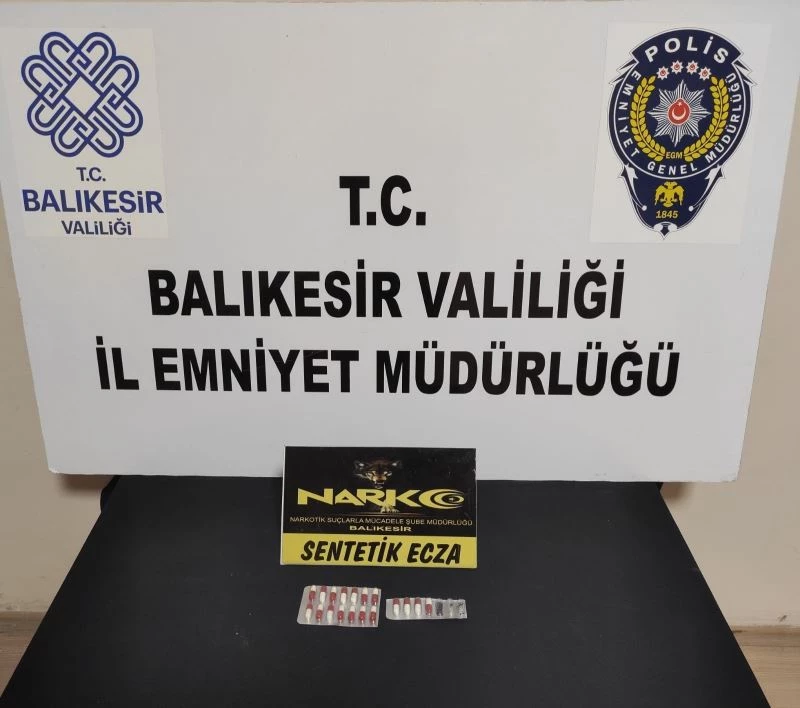 T.C.
BALIKESİR
VALİLİĞİ
POLİS
EMNİYET GENEL MÜDÜRLÜĞÜ
EGM
1845
T.C.
BALIKESİR VALİLİĞİ
İL EMNİYET MÜDÜRLÜĞÜ
NARKO
NARKOTİK SUÇLARLA MÜCADELE ŞUBE MÜDÜRLÜĞÜ
BALIKESİR
SENTETİK ECZA